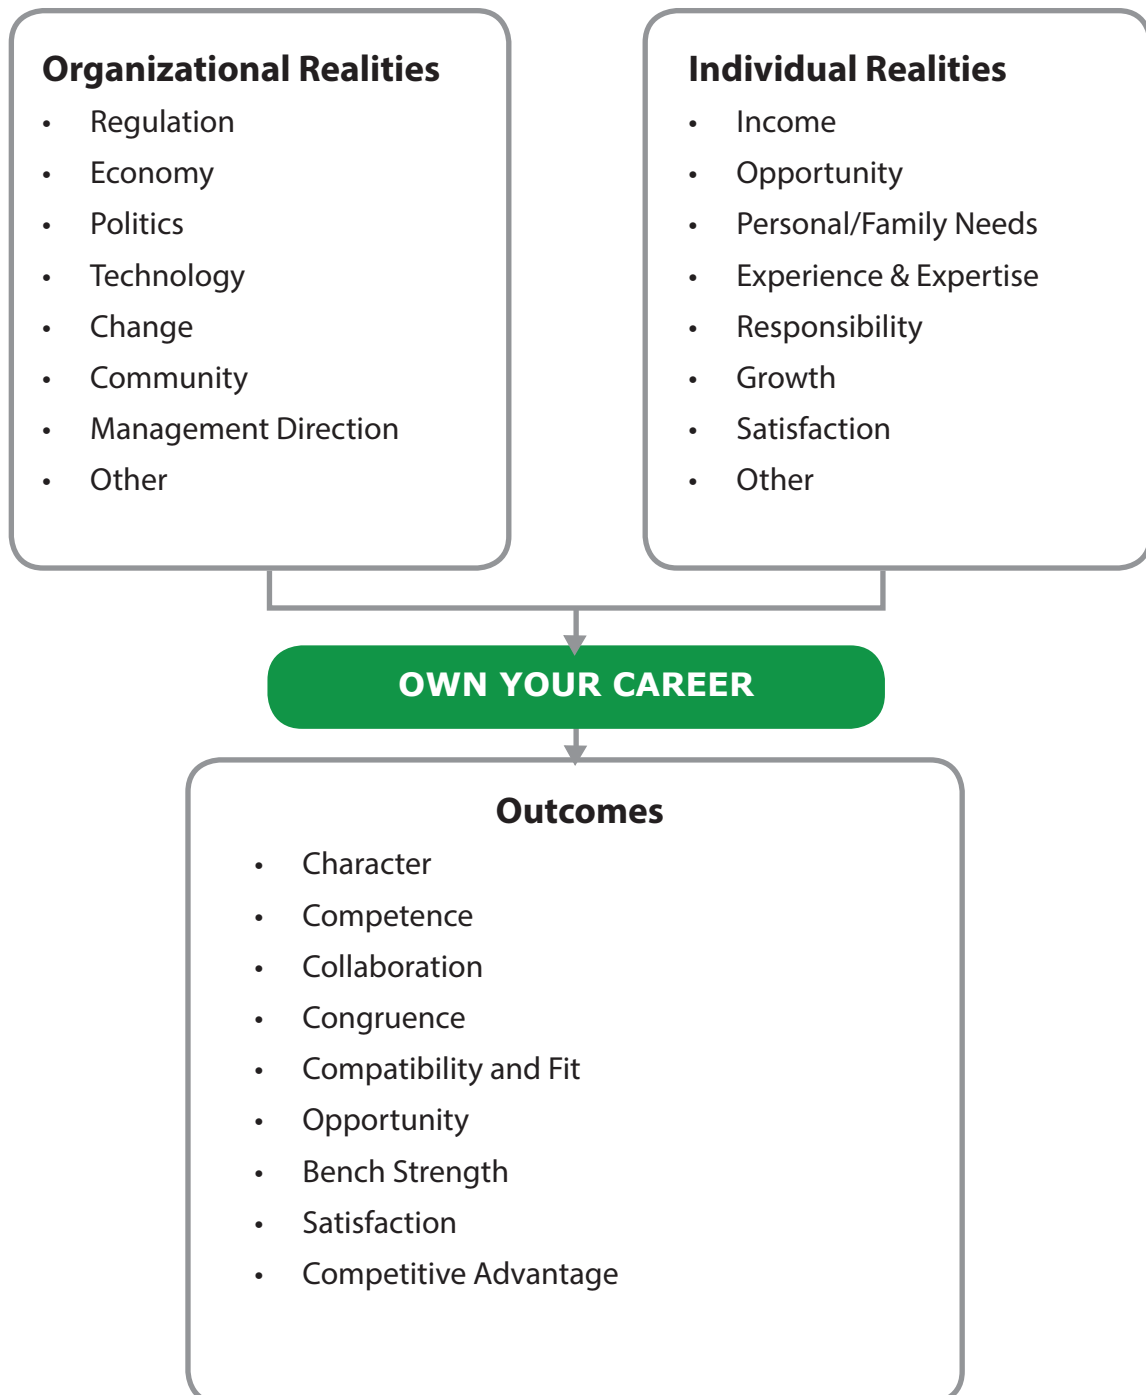 Organizational Realities
• Regulation
• Economy
• Politics
• Technology
• Change
• Community
• Management Direction
• Other
Individual Realities
• Income
• Opportunity
• Personal/Family Needs
• Experience & Expertise
• Responsibility
• Growth
• Satisfaction
• Other
OWN YOUR CAREER
Outcomes
• Character
• Competence
• Collaboration
• Congruence
• Compatibility and Fit
• Opportunity
• Bench Strength
• Satisfaction
• Competitive Advantage